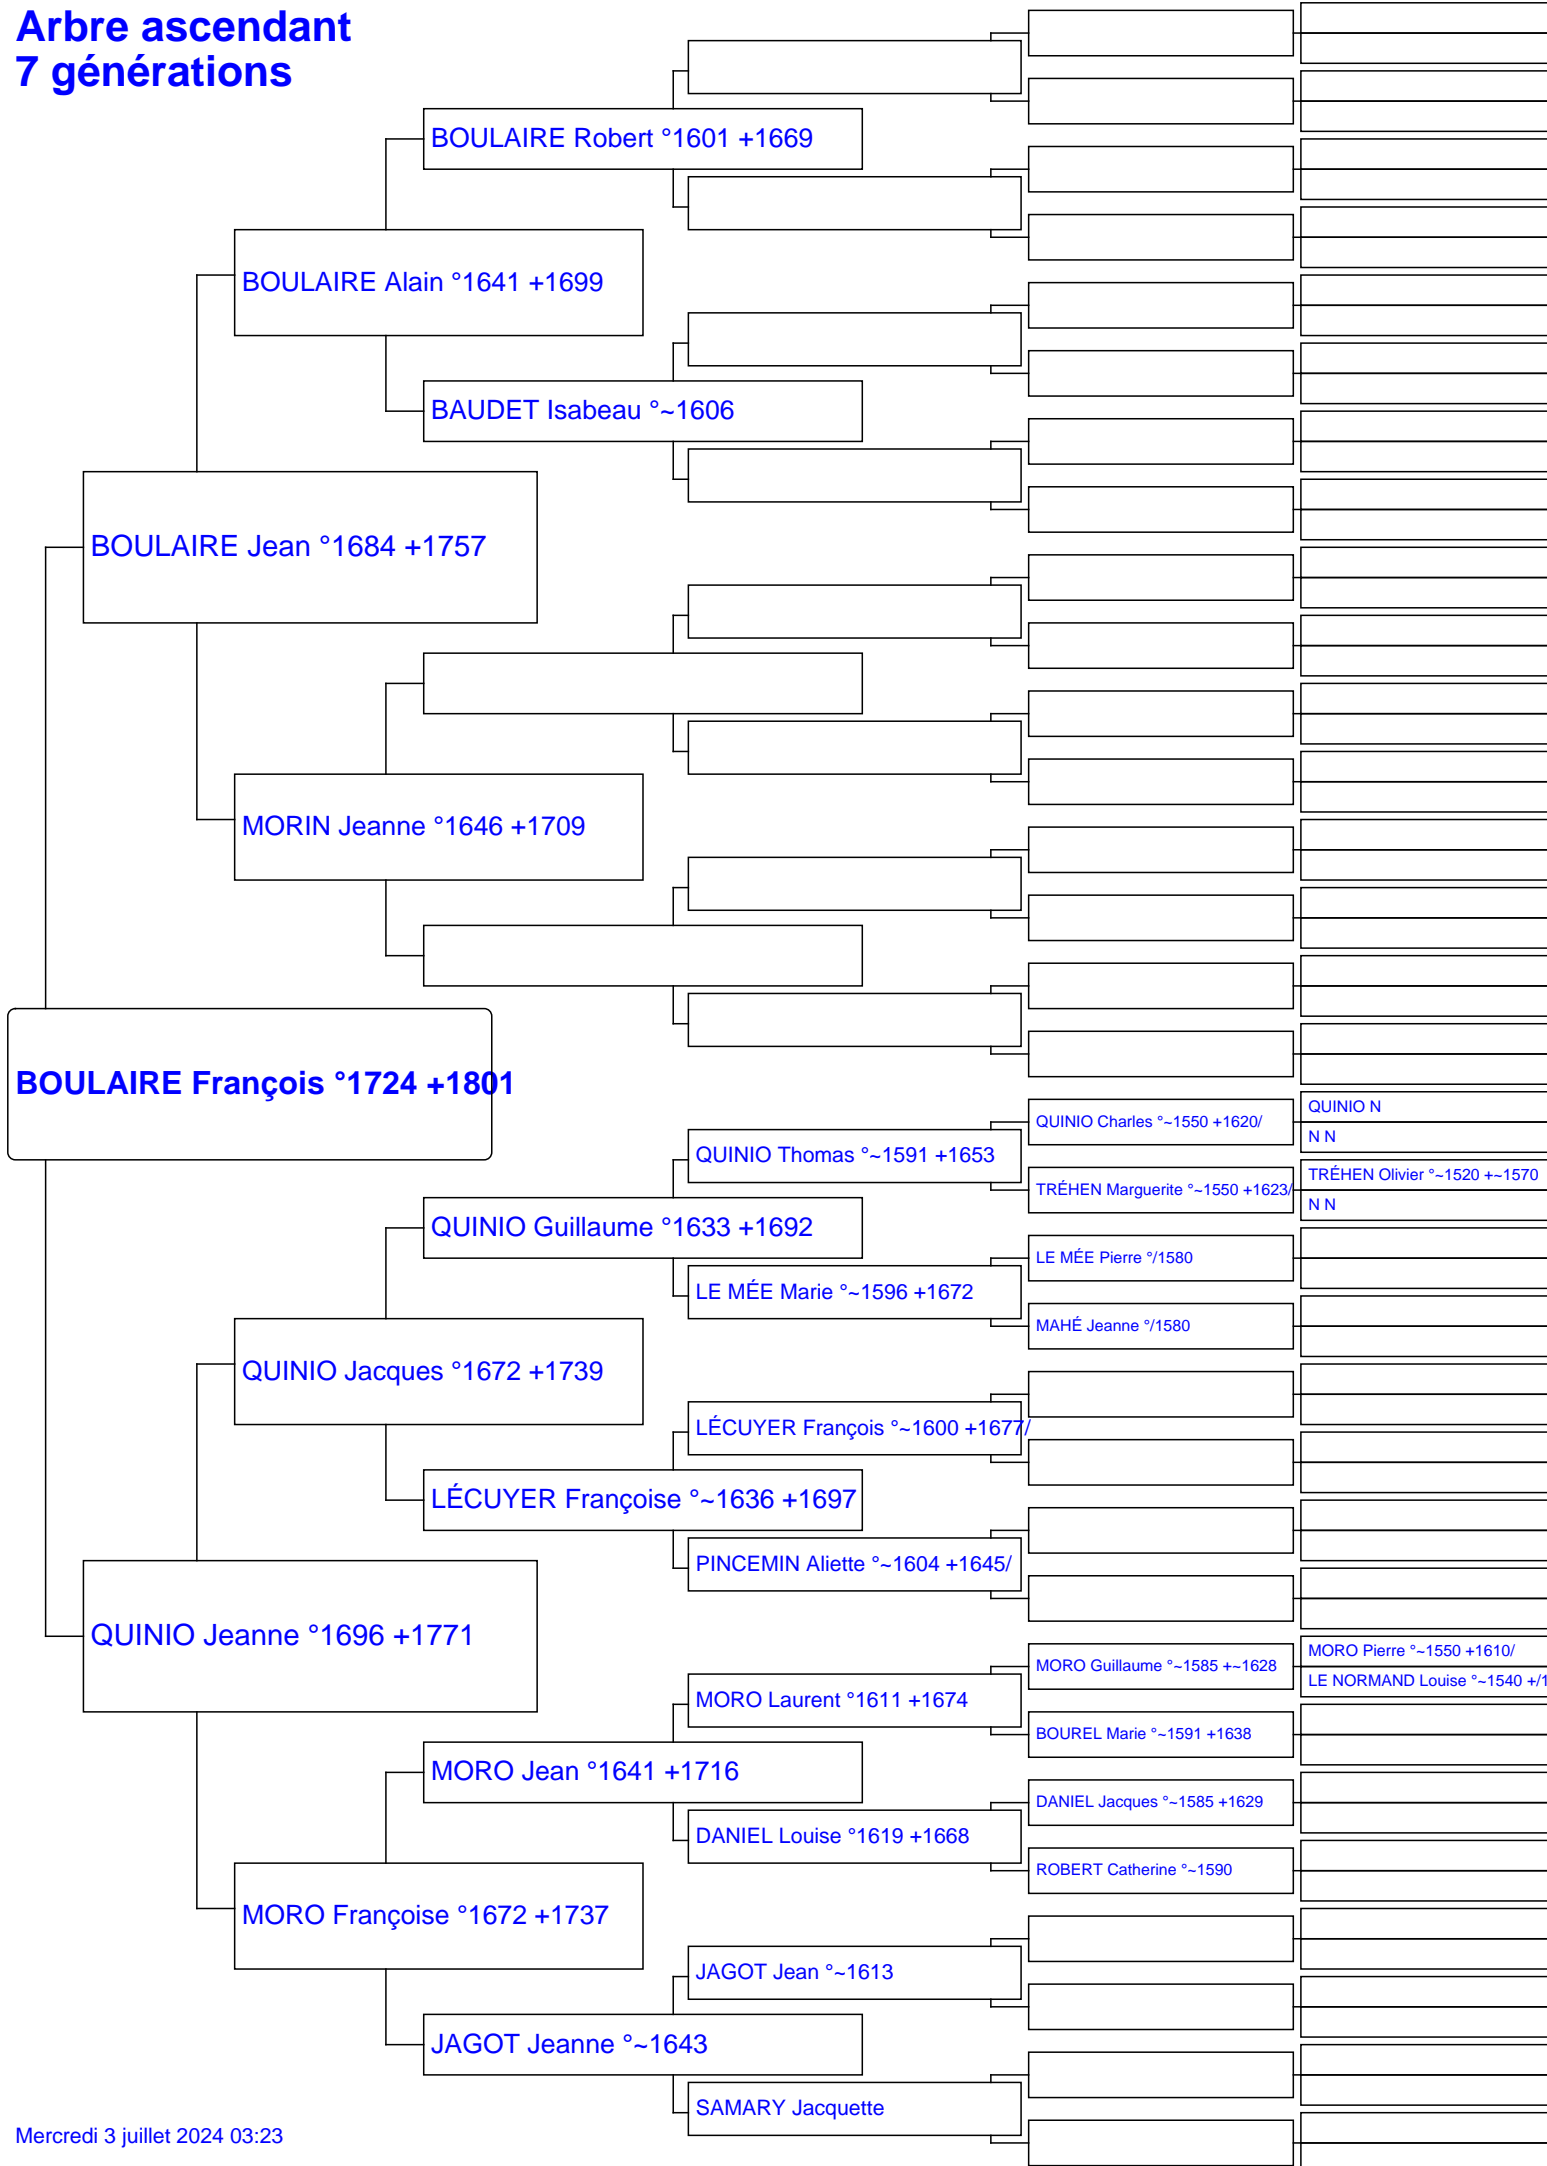 Arbre ascendant
7 générations
BOULAIRE Robert °1601 +1669
BOULAIRE Alain °1641 +1699
BAUDET Isabeau °~1606
BOULAIRE Jean °1684 +1757
MORIN Jeanne °1646 +1709
BOULAIRE François °1724 +1801
QUINIO Charles °~1550 +1620/
QUINIO N
N N
QUINIO Thomas °~1591 +1653
TRÉHEN Marguerite °~1550 +1623/
TRÉHEN Olivier °~1520 +~1570
N N
QUINIO Guillaume °1633 +1692
LE MÉE Pierre °/1580
LE MÉE Marie °~1596 +1672
MAHÉ Jeanne °/1580
QUINIO Jacques °1672 +1739
LÉCUYER François °~1600 +1677/
LÉCUYER Françoise °~1636 +1697
PINCEMIN Aliette °~1604 +1645/
QUINIO Jeanne °1696 +1771
MORO Guillaume °~1585 +~1628
MORO Pierre °~1550 +1610/
LE NORMAND Louise °~1540 +/1
MORO Laurent °1611 +1674
BOUREL Marie °~1591 +1638
MORO Jean °1641 +1716
DANIEL Jacques °~1585 +1629
DANIEL Louise °1619 +1668
ROBERT Catherine °~1590
MORO Françoise °1672 +1737
JAGOT Jean °~1613
JAGOT Jeanne °~1643
SAMARY Jacquette
Mercredi 3 juillet 2024 03:23